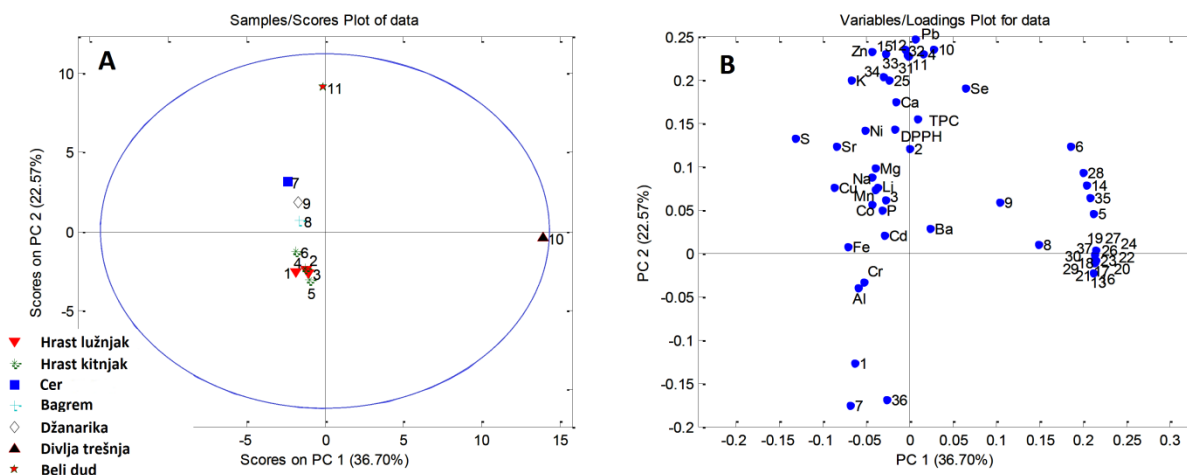 Samples/Scores Plot of data
A
Scores on PC 2 (22.57%)
10
5
0
-5
-5
0
5
10
15
Scores on PC 1 (36.70%)
11
7
9
8
10
6
4
2
1
3
5
Hrast lužnjak
Hrast kitnjak
Cer
Bagrem
Džanarika
Divlja trešnja
Beli dud
Variables/Loadings Plot for data
B
PC 2 (22.57%)
0.25
0.2
0.15
0.1
0.05
0
-0.05
-0.1
-0.15
-0.2
-0.2
-0.15
-0.1
-0.05
0
0.05
0.1
0.15
0.2
0.25
0.3
PC 1 (36.70%)
Pb
15 12 32 4 10
Zn
33 31 11
34
K 25
Se
Ca
TPC
Ni DPPH
S
Sr 2 6
Mg
28
Na
14
Cu Li
Mn 3 35
9
Co P 5
Ba
Cd 19 27 24
Fe 8 37 26
30 23 22
18 17 20
29 21 16
13
Cr
Al
1
36
7